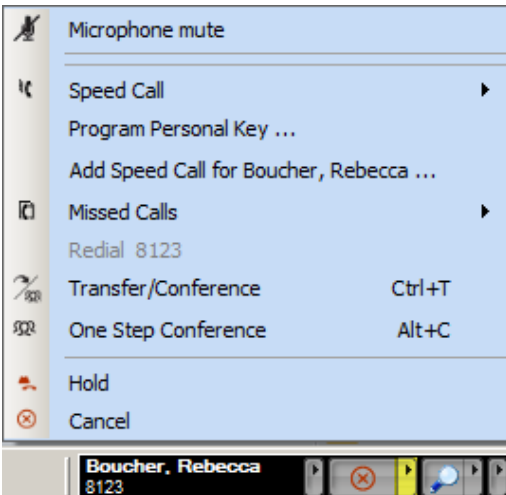 Microphone mute
Speed Call
Program Personal Key ...
Add Speed Call for Boucher, Rebecca ...
Missed Calls
Redial 8123
Transfer/Conference Ctrl+T
One Step Conference Alt+C
Hold
Cancel
Boucher, Rebecca
8123